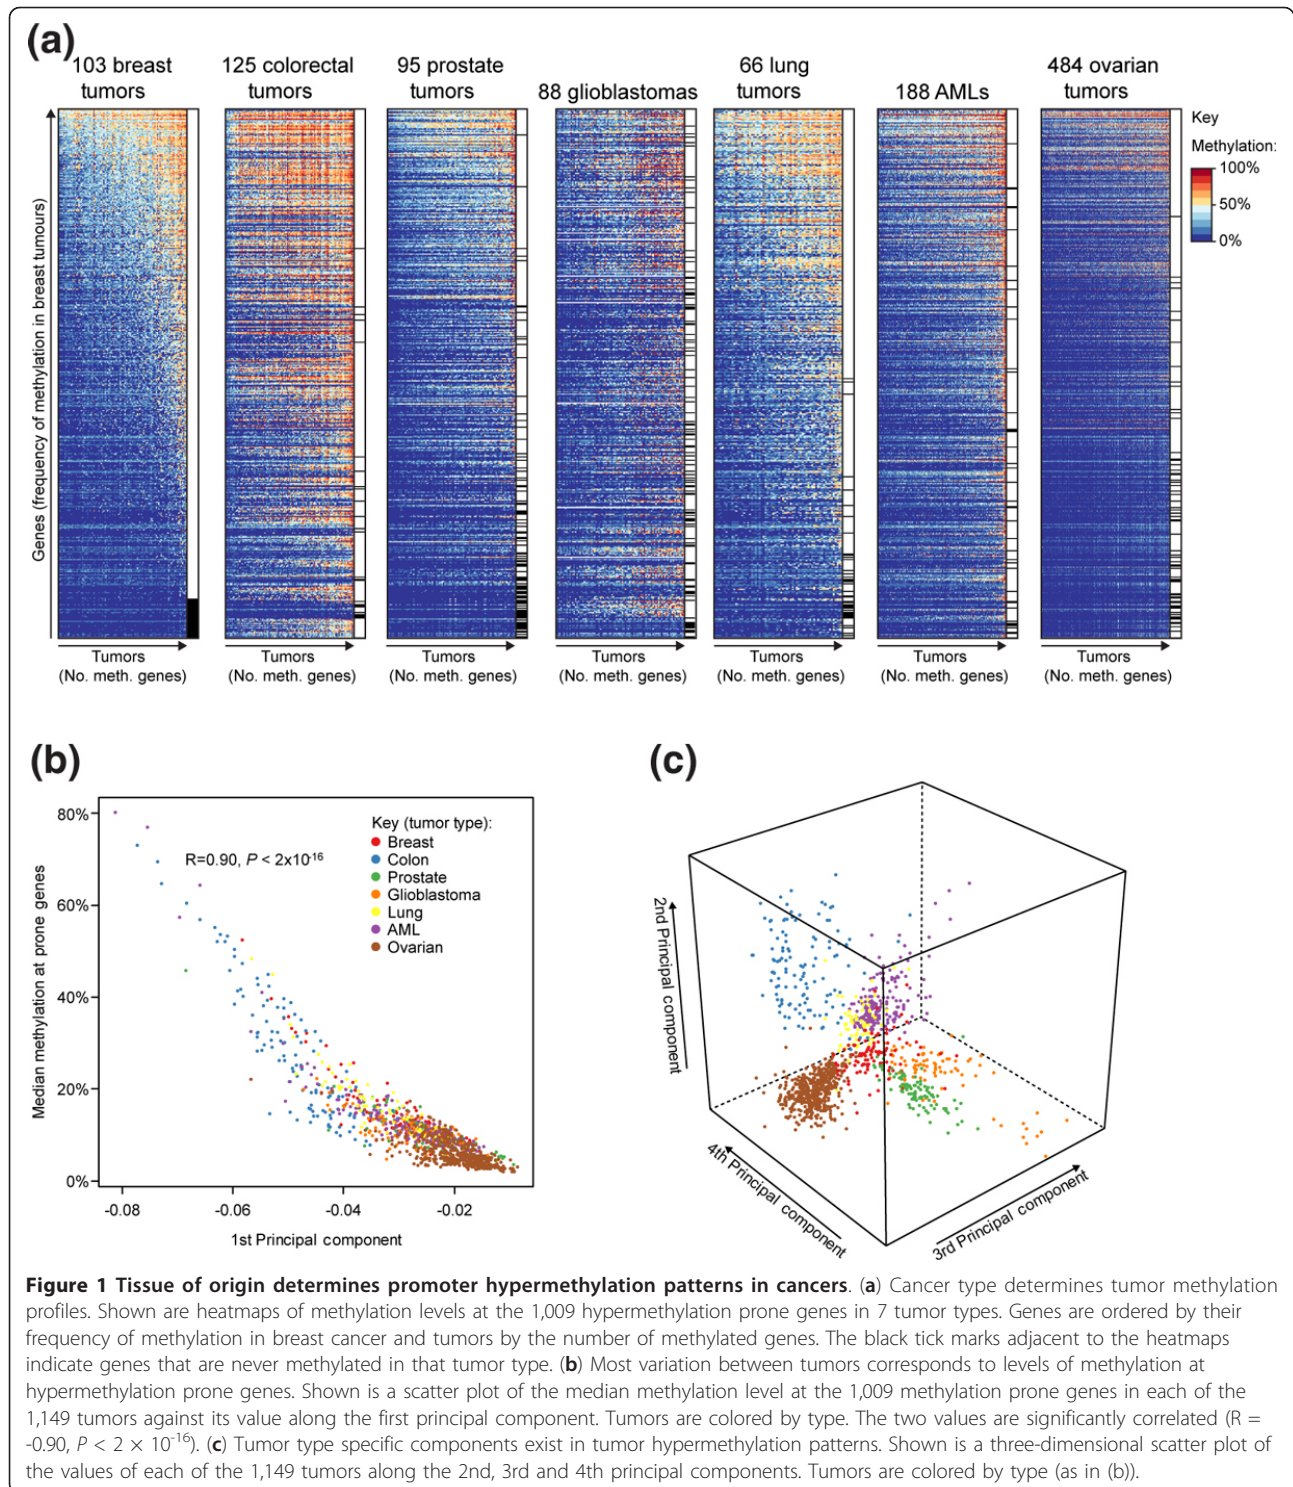 (a)
103 breast tumors
125 colorectal tumors
95 prostate tumors
88 glioblastomas
66 lung tumors
188 AMLs
484 ovarian tumors
Key
Methylation:
100%
50%
0%
Genes (frequency of methylation in breast tumours)
Tumors
(No. meth. genes)
Tumors
(No. meth. genes)
Tumors
(No. meth. genes)
Tumors
(No. meth. genes)
Tumors
(No. meth. genes)
Tumors
(No. meth. genes)
Tumors
(No. meth. genes)
(b)
Median methylation at prone genes
80%
60%
40%
20%
0%
R=0.90, P < 2x10^-16
Key (tumor type):
Breast
Colon
Prostate
Glioblastoma
Lung
AML
Ovarian
-0.08
-0.06
-0.04
-0.02
1st Principal component
(c)
2nd Principal component
4th Principal component
3rd Principal component
Figure 1 Tissue of origin determines promoter hypermethylation patterns in cancers. (a) Cancer type determines tumor methylation
profiles. Shown are heatmaps of methylation levels at the 1,009 hypermethylation prone genes in 7 tumor types. Genes are ordered by their
frequency of methylation in breast cancer and tumors by the number of methylated genes. The black tick marks adjacent to the heatmaps
indicate genes that are never methylated in that tumor type. (b) Most variation between tumors corresponds to levels of methylation at
hypermethylation prone genes. Shown is a scatter plot of the median methylation level at the 1,009 methylation prone genes in each of the
1,149 tumors against its value along the first principal component. Tumors are colored by type. The two values are significantly correlated (R =
-0.90, P < 2 × 10^-16). (c) Tumor type specific components exist in tumor hypermethylation patterns. Shown is a three-dimensional scatter plot of
the values of each of the 1,149 tumors along the 2nd, 3rd and 4th principal components. Tumors are colored by type (as in (b)).